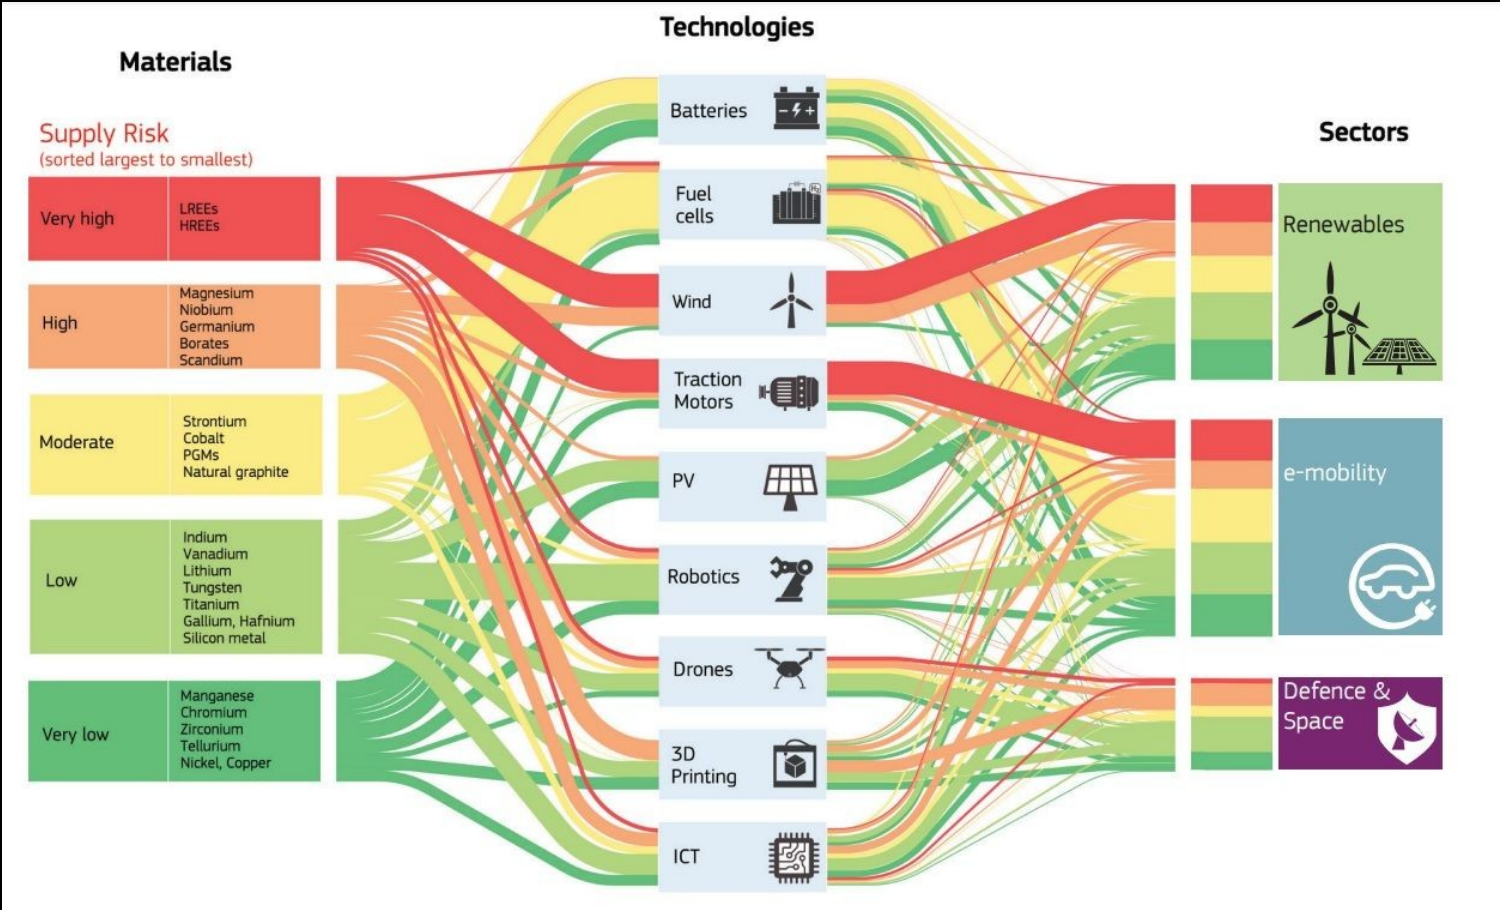 Technologies
Materials
Sectors
Supply Risk
(sorted largest to smallest)
Very high
LREEs
HREEs
High
Magnesium
Niobium
Germanium
Borates
Scandium
Moderate
Strontium
Cobalt
PGMs
Natural graphite
Low
Indium
Vanadium
Lithium
Tungsten
Titanium
Gallium, Hafnium
Silicon metal
Very low
Manganese
Chromium
Zirconium
Tellurium
Nickel, Copper
Batteries
Fuel
cells
H2
Wind
Traction
Motors
PV
Robotics
Drones
3D
Printing
ICT
Renewables
e-mobility
Defence &
Space